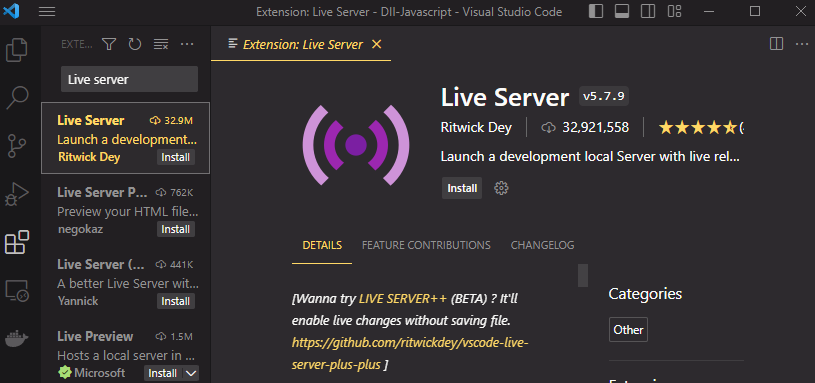 Extension: Live Server - DII-Javascript - Visual Studio Code
EXTE...
Extension: Live Server
Live server
Live Server 32.9M
Launch a development...
Ritwick Dey Install
Live Server P... 762K
Preview your HTML file...
negokaz Install
Live Server (... 441K
A better Live Server wit...
Yannick Install
Live Preview 1.5M
Hosts a local server in ...
Microsoft Install
Live Server v5.7.9
Ritwick Dey 32,921,558 (
Launch a development local Server with live rel...
Install
DETAILS FEATURE CONTRIBUTIONS CHANGELOG
[Wanna try LIVE SERVER++ (BETA) ? It'll
enable live changes without saving file.
https://github.com/ritwickdey/vscode-live-
server-plus-plus ]
Categories
Other